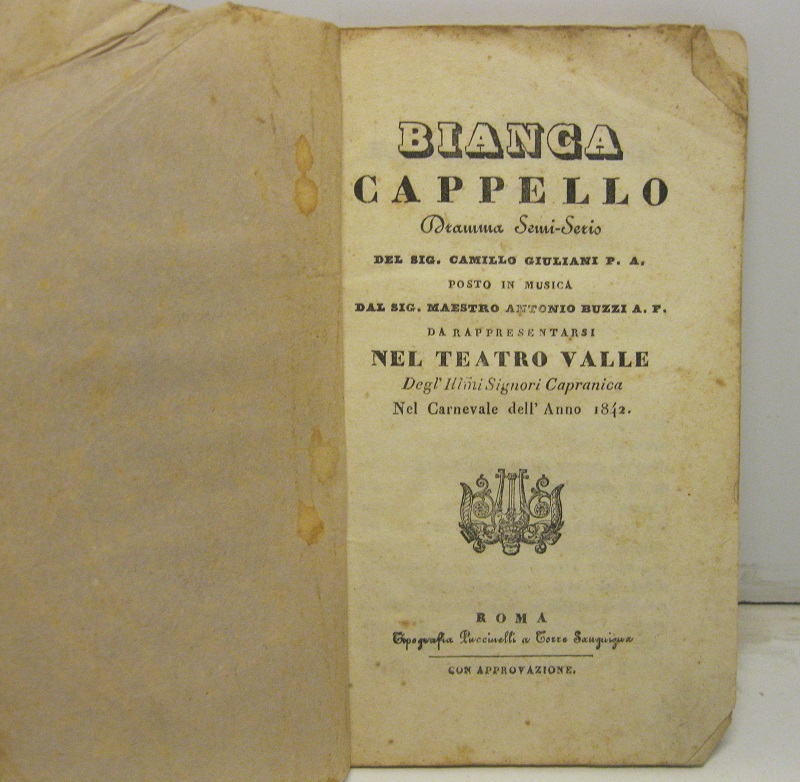 BIANCA
CAPPELLO
Dramma Semi-Serio
DEL SIG. CAMILLO GIULIANI P. A.
POSTO IN MUSICA
DAL SIG. MAESTRO ANTONIO BUZZI A. F.
DA RAPPRESENTARSI
NEL TEATRO VALLE
Degl' Illm̃i Signori Capranica
Nel Carnevale dell' Anno 1842.
ROMA
Tipografia Puccinelli a Torre Sanguigna
CON APPROVAZIONE.